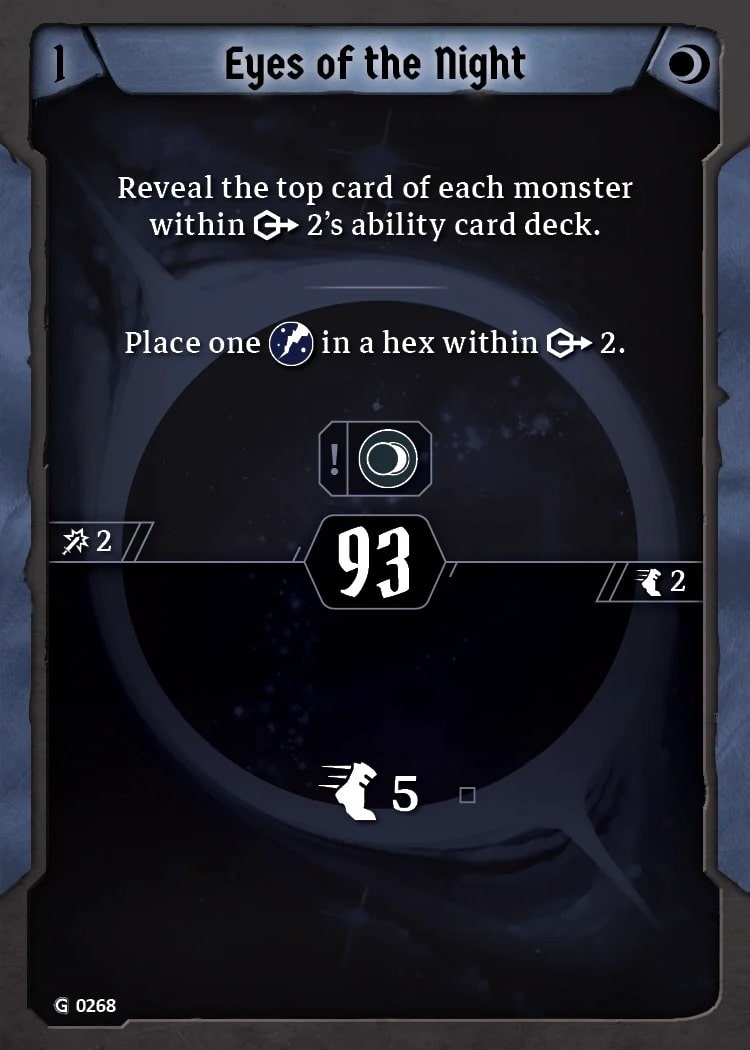 1
Eyes of the Night
Reveal the top card of each monster
within 2's ability card deck.
Place one in a hex within 2.
!
2
93
2
5
G 0268